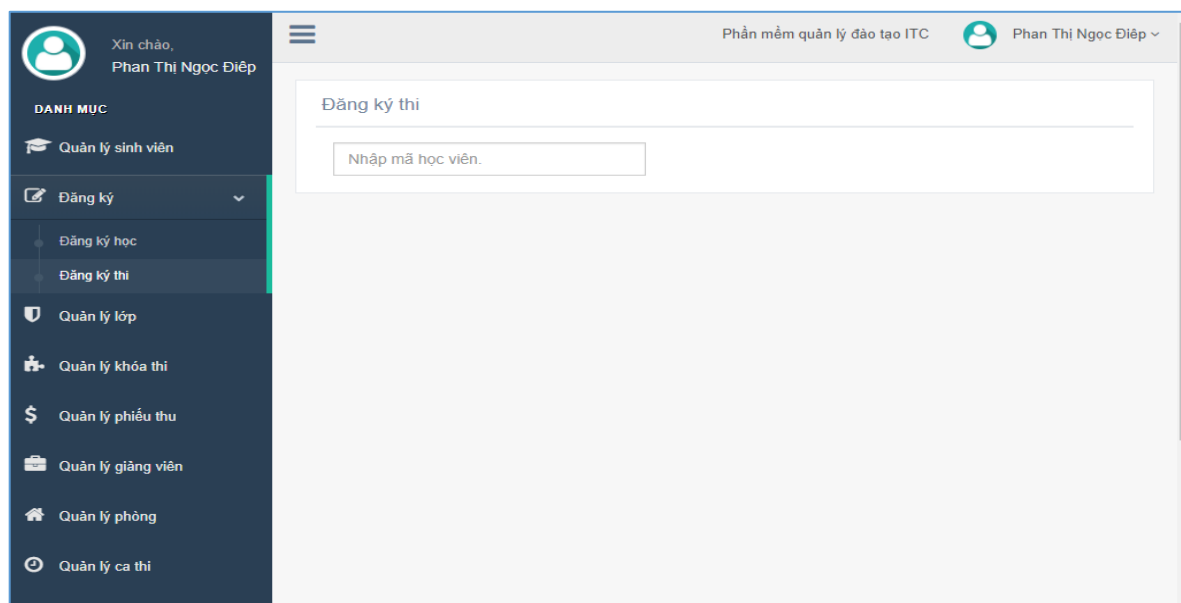 Xin chào,
Phan Thị Ngọc Điệp
DANH MỤC
Quản lý sinh viên
Đăng ký
Đăng ký học
Đăng ký thi
Quản lý lớp
Quản lý khóa thi
Quản lý phiếu thu
Quản lý giảng viên
Quản lý phòng
Quản lý ca thi
Phần mềm quản lý đào tạo ITC
Phan Thị Ngọc Điệp
Đăng ký thi
Nhập mã học viên.